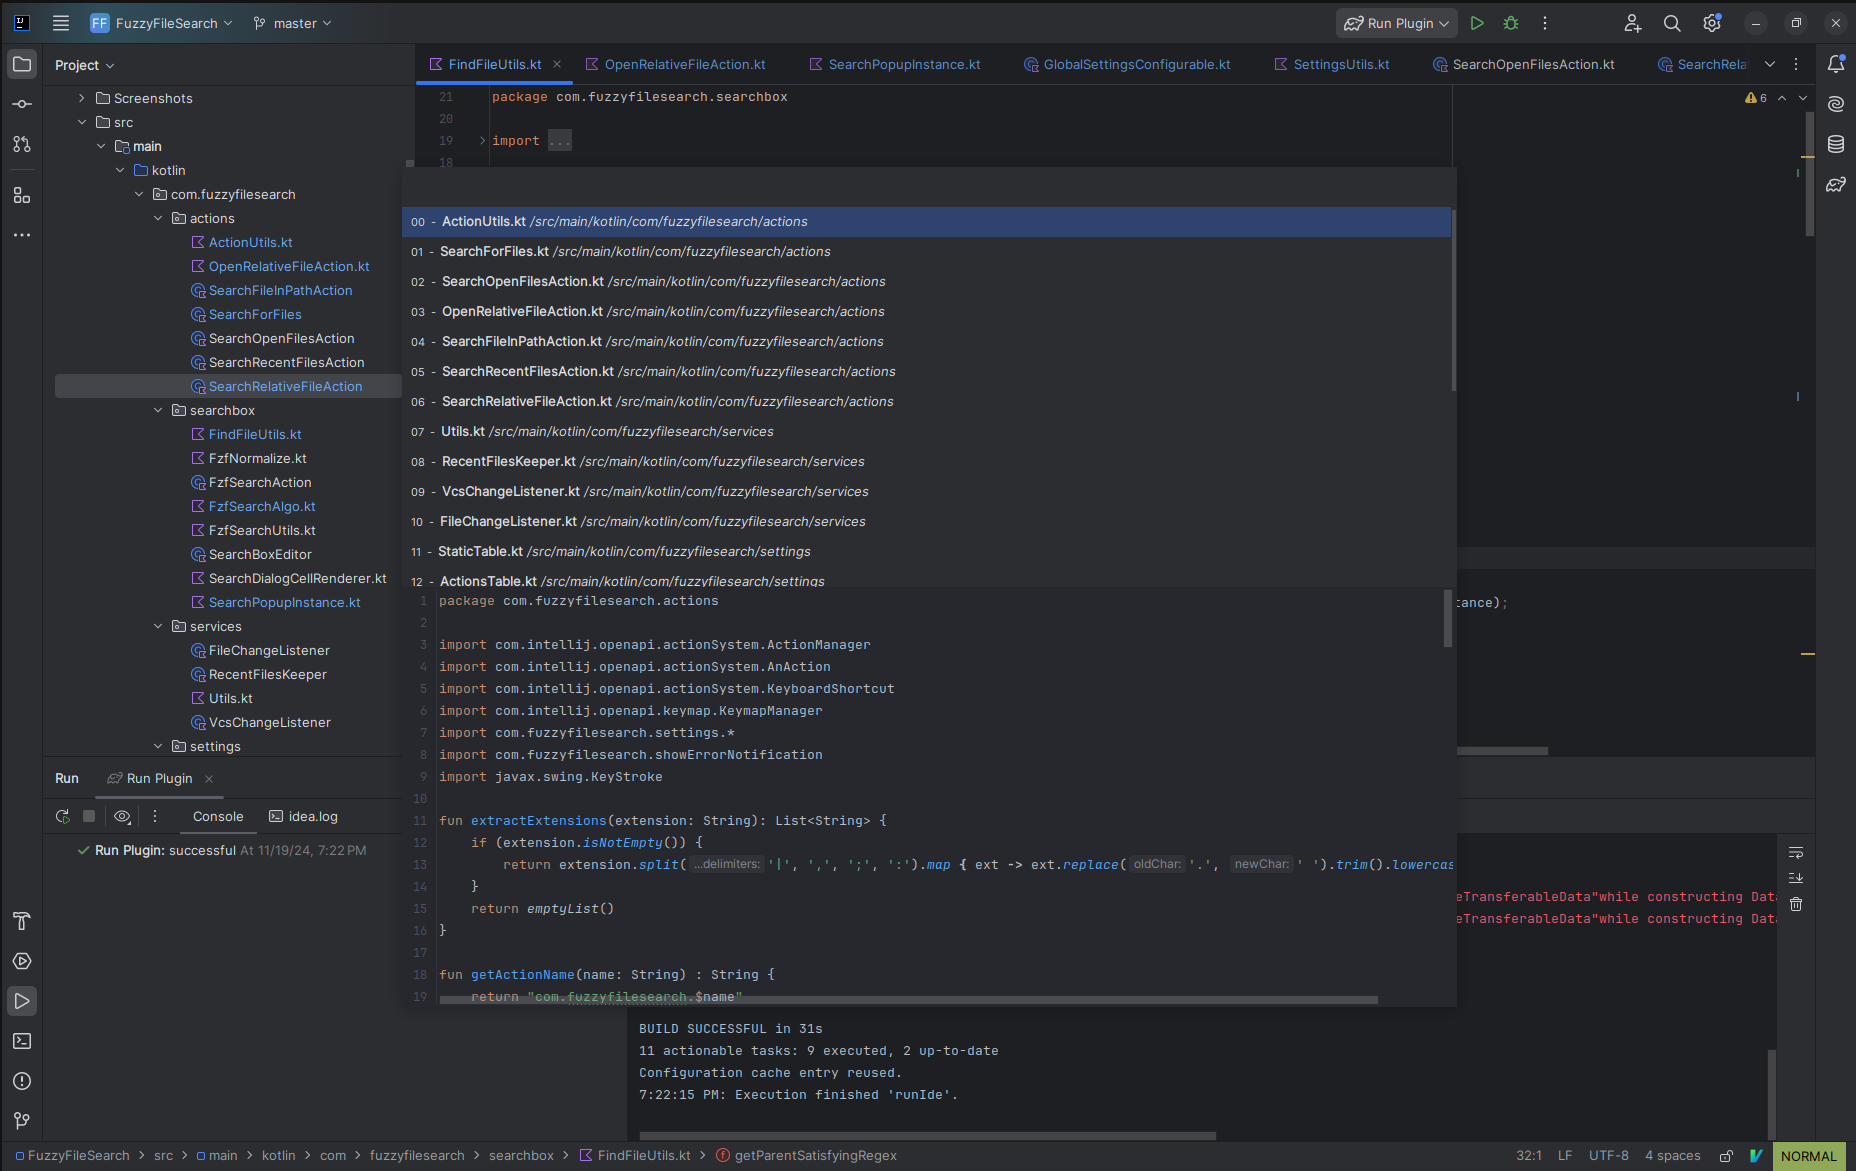 FF FuzzyFileSearch master Run Plugin
Project
FindFileUtils.kt OpenRelativeFileAction.kt SearchPopupInstance.kt GlobalSettingsConfigurable.kt SettingsUtils.kt SearchOpenFilesAction.kt SearchRela
Screenshots
src
main
kotlin
com.fuzzyfilesearch
actions
ActionUtils.kt
OpenRelativeFileAction.kt
SearchFileInPathAction
SearchForFiles
SearchOpenFilesAction
SearchRecentFilesAction
SearchRelativeFileAction
searchbox
FindFileUtils.kt
FzfNormalize.kt
FzfSearchAction
FzfSearchAlgo.kt
FzfSearchUtils.kt
SearchBoxEditor
SearchDialogCellRenderer.kt
SearchPopupInstance.kt
services
FileChangeListener
RecentFilesKeeper
Utils.kt
VcsChangeListener
settings
21 package com.fuzzyfilesearch.searchbox
20
19 import ...
18
6
00 - ActionUtils.kt /src/main/kotlin/com/fuzzyfilesearch/actions
01 - SearchForFiles.kt /src/main/kotlin/com/fuzzyfilesearch/actions
02 - SearchOpenFilesAction.kt /src/main/kotlin/com/fuzzyfilesearch/actions
03 - OpenRelativeFileAction.kt /src/main/kotlin/com/fuzzyfilesearch/actions
04 - SearchFileInPathAction.kt /src/main/kotlin/com/fuzzyfilesearch/actions
05 - SearchRecentFilesAction.kt /src/main/kotlin/com/fuzzyfilesearch/actions
06 - SearchRelativeFileAction.kt /src/main/kotlin/com/fuzzyfilesearch/actions
07 - Utils.kt /src/main/kotlin/com/fuzzyfilesearch/services
08 - RecentFilesKeeper.kt /src/main/kotlin/com/fuzzyfilesearch/services
09 - VcsChangeListener.kt /src/main/kotlin/com/fuzzyfilesearch/services
10 - FileChangeListener.kt /src/main/kotlin/com/fuzzyfilesearch/services
11 - StaticTable.kt /src/main/kotlin/com/fuzzyfilesearch/settings
12 - ActionsTable.kt /src/main/kotlin/com/fuzzyfilesearch/settings
1 package com.fuzzyfilesearch.actions
2
3 import com.intellij.openapi.actionSystem.ActionManager
4 import com.intellij.openapi.actionSystem.AnAction
5 import com.intellij.openapi.actionSystem.KeyboardShortcut
6 import com.intellij.openapi.keymap.KeymapManager
7 import com.fuzzyfilesearch.settings.*
8 import com.fuzzyfilesearch.showErrorNotification
9 import javax.swing.KeyStroke
10
11 fun extractExtensions(extension: String): List<String> {
12 if (extension.isNotEmpty()) {
13 return extension.split( ...delimiters: '|', ',', ';', ':').map { ext -> ext.replace( oldChar: '.', newChar: ' ').trim().lowercas
14 }
15 return emptyList()
16 }
17
18 fun getActionName(name: String) : String {
19 return "com.fuzzyfilesearch.$name"
tance);
Run Run Plugin
Console idea.log
Run Plugin: successful At 11/19/24, 7:22 PM
eTransferableData"while constructing Dat
eTransferableData"while constructing Dat
BUILD SUCCESSFUL in 31s
11 actionable tasks: 9 executed, 2 up-to-date
Configuration cache entry reused.
7:22:15 PM: Execution finished 'runIde'.
FuzzyFileSearch > src > main > kotlin > com > fuzzyfilesearch > searchbox > FindFileUtils.kt > getParentSatisfyingRegex
32:1 LF UTF-8 4 spaces NORMAL